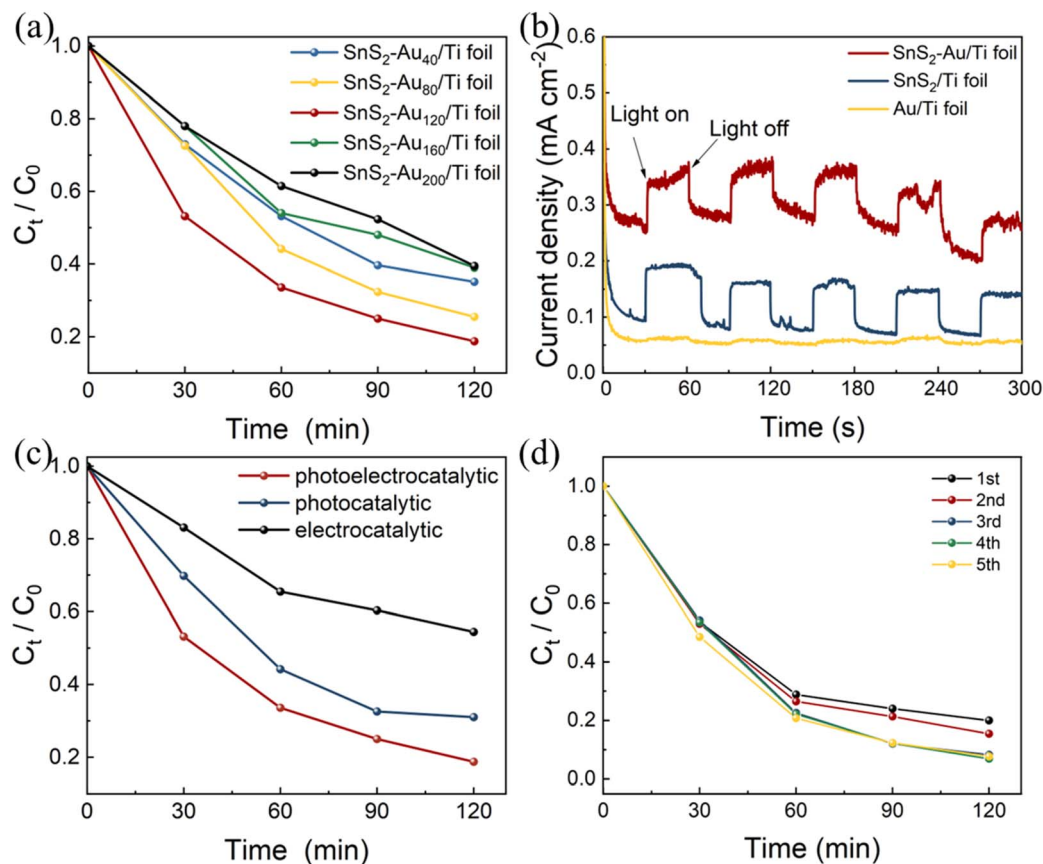 (a)
C_t / C_0
1.0
0.8
0.6
0.4
0.2
0 30 60 90 120
Time (min)
SnS₂-Au₄₀/Ti foil
SnS₂-Au₈₀/Ti foil
SnS₂-Au₁₂₀/Ti foil
SnS₂-Au₁₆₀/Ti foil
SnS₂-Au₂₀₀/Ti foil
(b)
Current density (mA cm⁻²)
0.6
0.5
0.4
0.3
0.2
0.1
0.0
0 60 120 180 240 300
Time (s)
SnS₂-Au/Ti foil
SnS₂/Ti foil
Au/Ti foil
Light on
Light off
(c)
C_t / C_0
1.0
0.8
0.6
0.4
0.2
0 30 60 90 120
Time (min)
photoelectrocatalytic
photocatalytic
electrocatalytic
(d)
C_t / C_0
1.0
0.8
0.6
0.4
0.2
0.0
0 30 60 90 120
Time (min)
1st
2nd
3rd
4th
5th